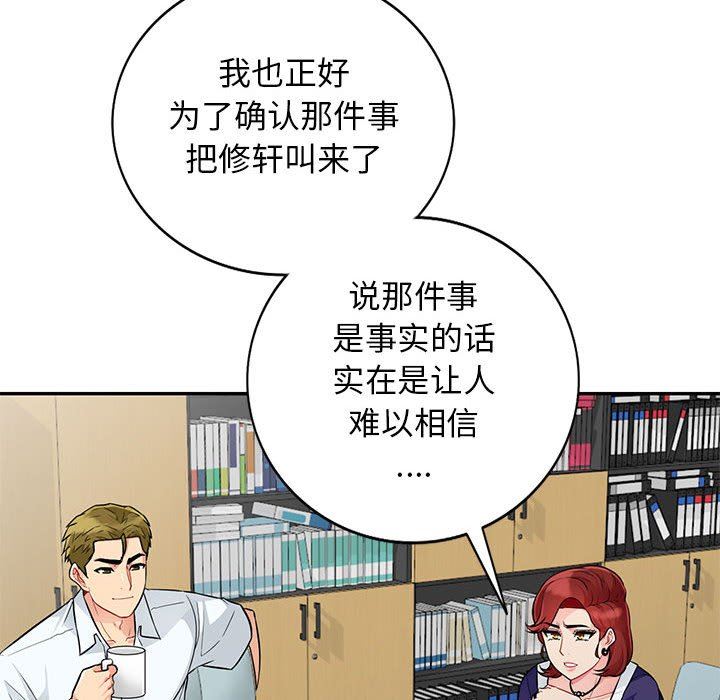 我也正好
为了确认那件事
把修轩叫来了
说那件事
是事实的话
实在是让人
难以相信
....